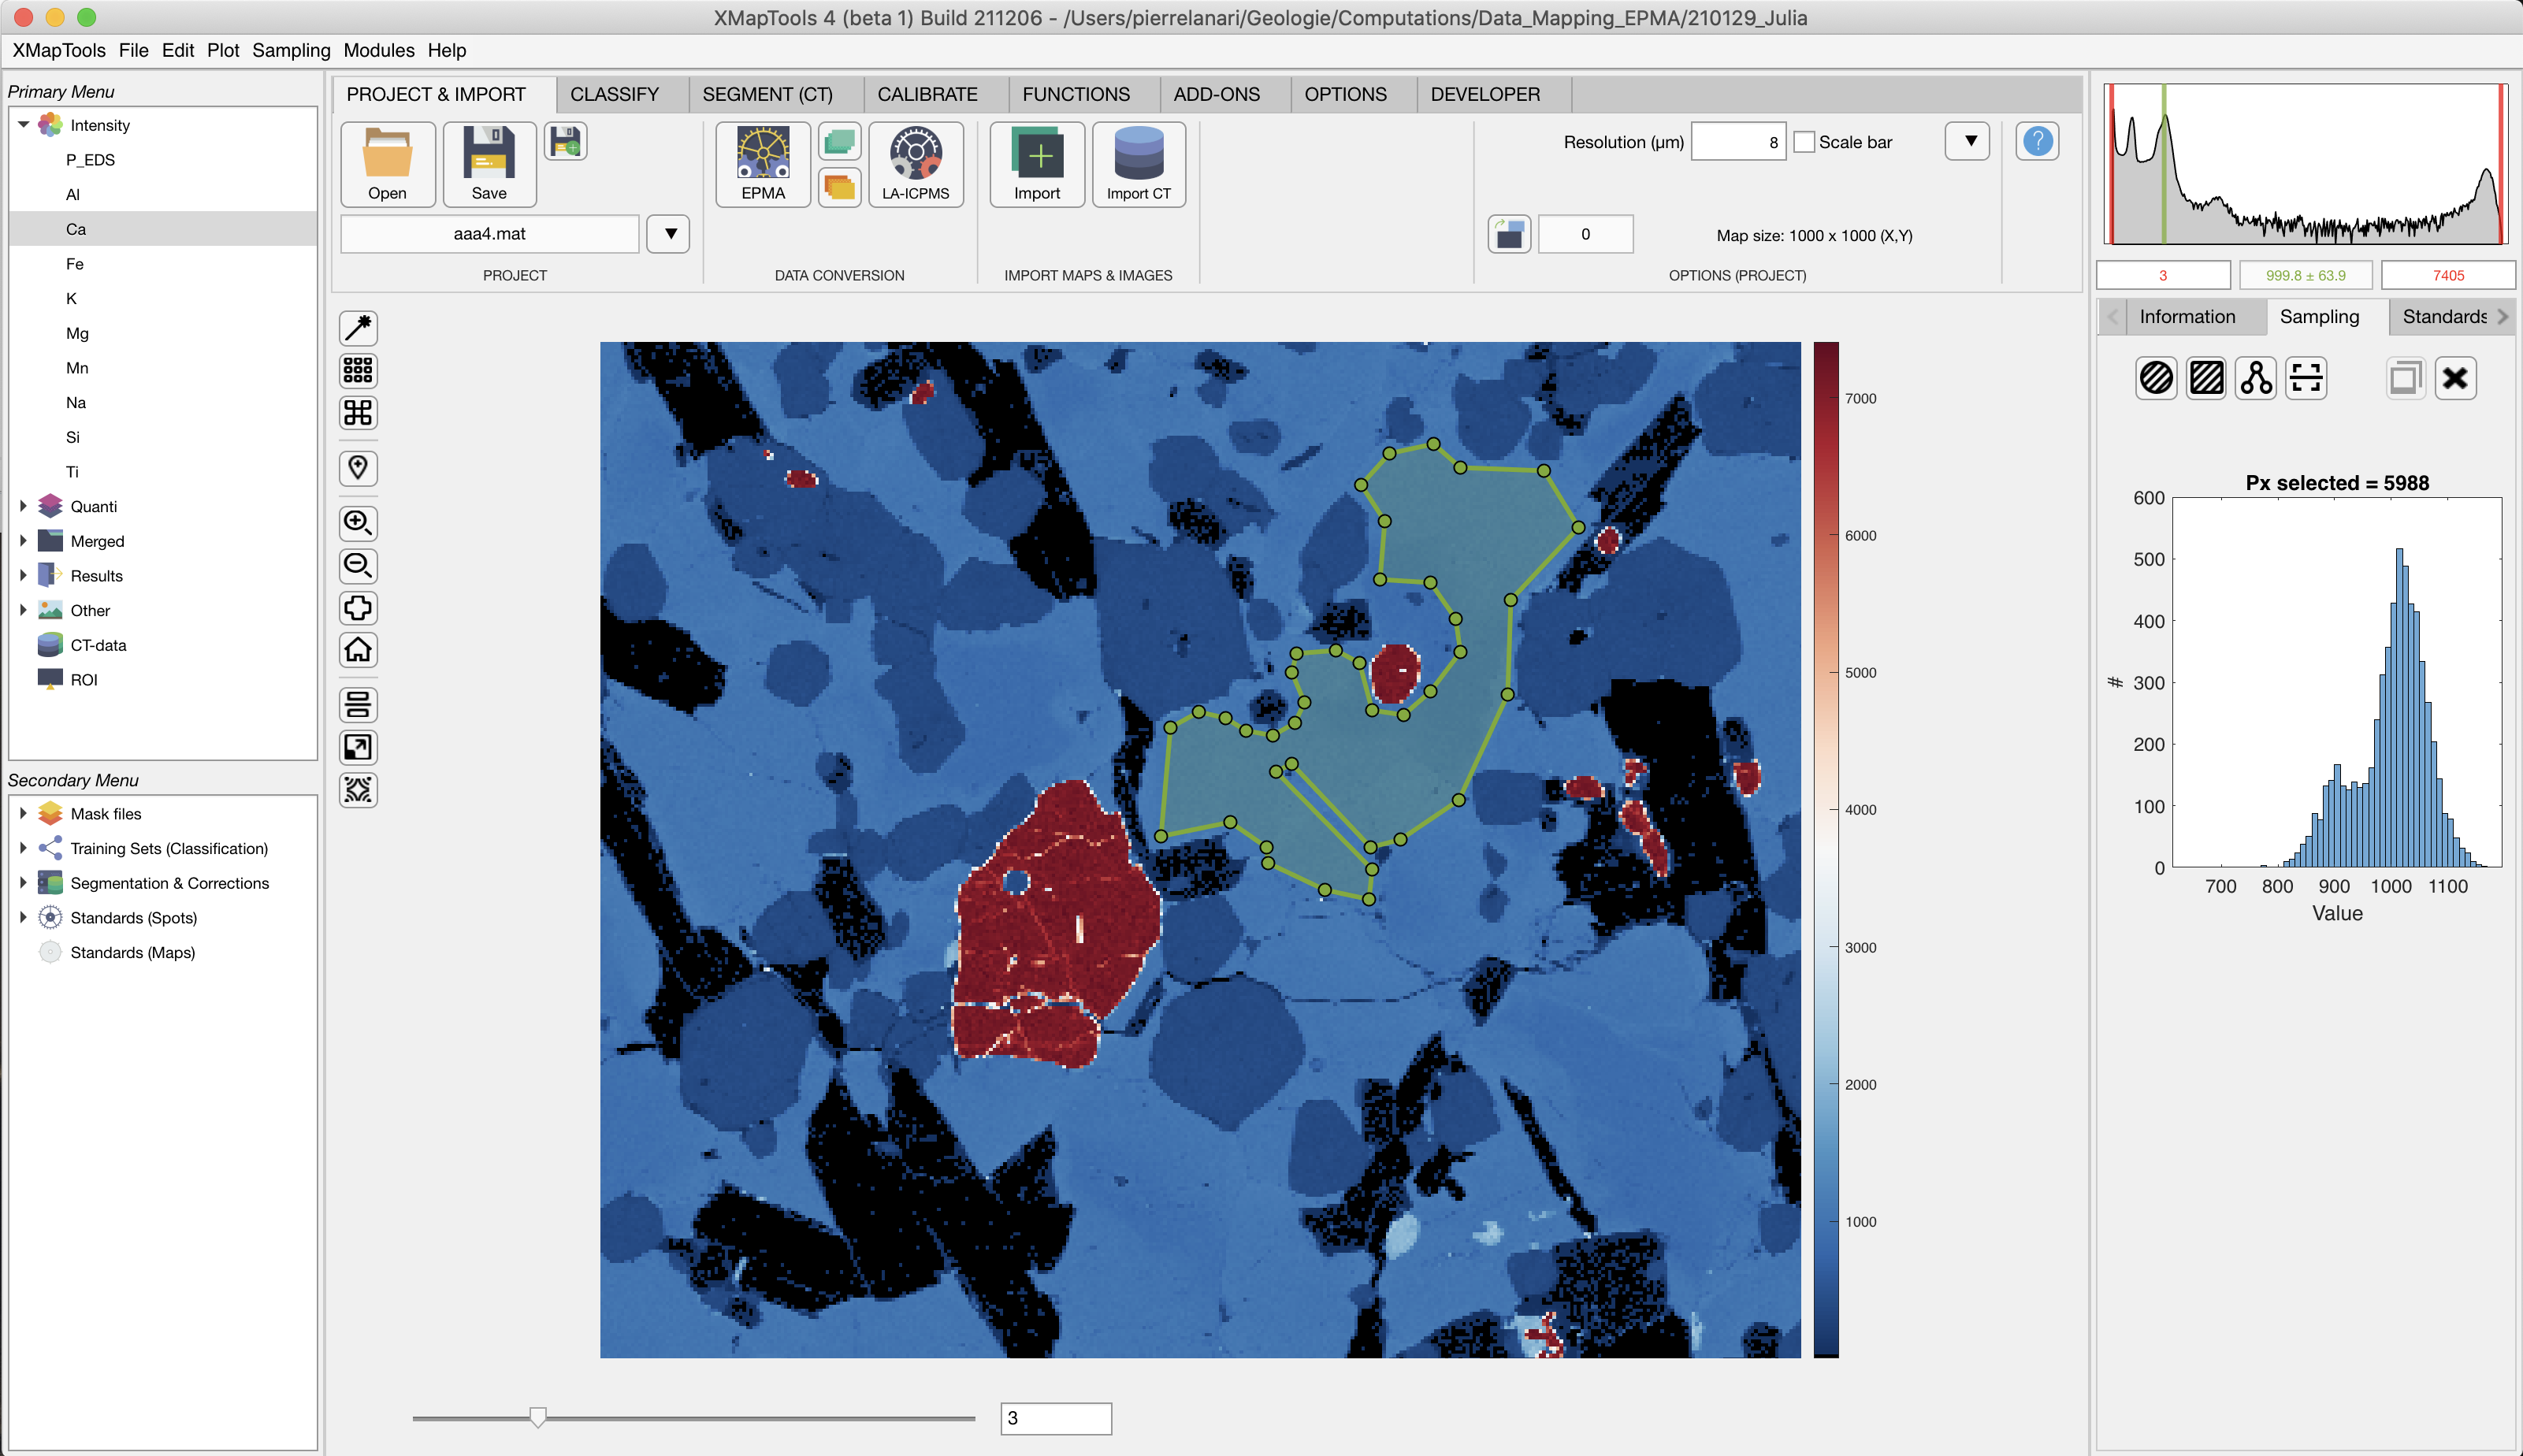 XMapTools 4 (beta 1) Build 211206 - /Users/pierrelanari/Geologie/Computations/Data_Mapping_EPMA/210129_Julia
XMapTools File Edit Plot Sampling Modules Help
Primary Menu
Intensity
P_EDS
Al
Ca
Fe
K
Mg
Mn
Na
Si
Ti
Quanti
Merged
Results
Other
CT-data
ROI
Secondary Menu
Mask files
Training Sets (Classification)
Segmentation & Corrections
Standards (Spots)
Standards (Maps)
PROJECT & IMPORT CLASSIFY SEGMENT (CT) CALIBRATE FUNCTIONS ADD-ONS OPTIONS DEVELOPER
Open Save EPMA LA-ICPMS Import Import CT
aaa4.mat
PROJECT DATA CONVERSION IMPORT MAPS & IMAGES
Resolution (µm) 8 Scale bar ?
0 Map size: 1000 x 1000 (X,Y)
OPTIONS (PROJECT)
7000
6000
5000
4000
3000
2000
1000
3
3 999.8 ± 63.9 7405
Information Sampling Standards
Px selected = 5988
600
500
400
300
200
100
0
#
700 800 900 1000 1100
Value